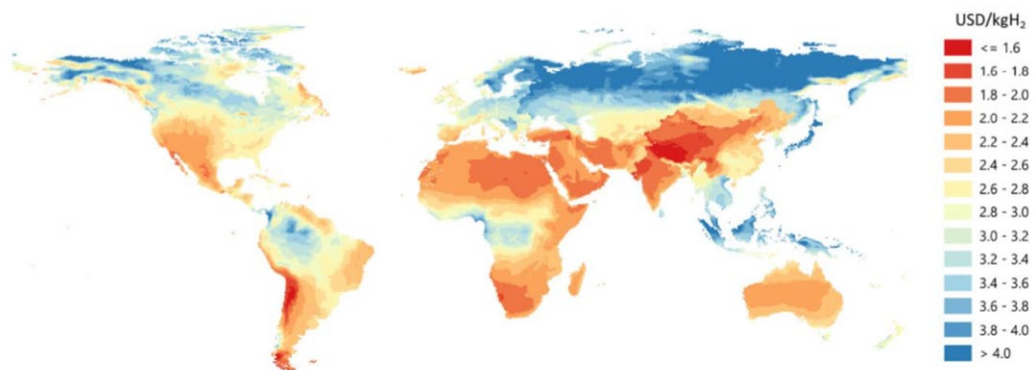 USD/kgH₂
<= 1.6
1.6 - 1.8
1.8 - 2.0
2.0 - 2.2
2.2 - 2.4
2.4 - 2.6
2.6 - 2.8
2.8 - 3.0
3.0 - 3.2
3.2 - 3.4
3.4 - 3.6
3.6 - 3.8
3.8 - 4.0
> 4.0